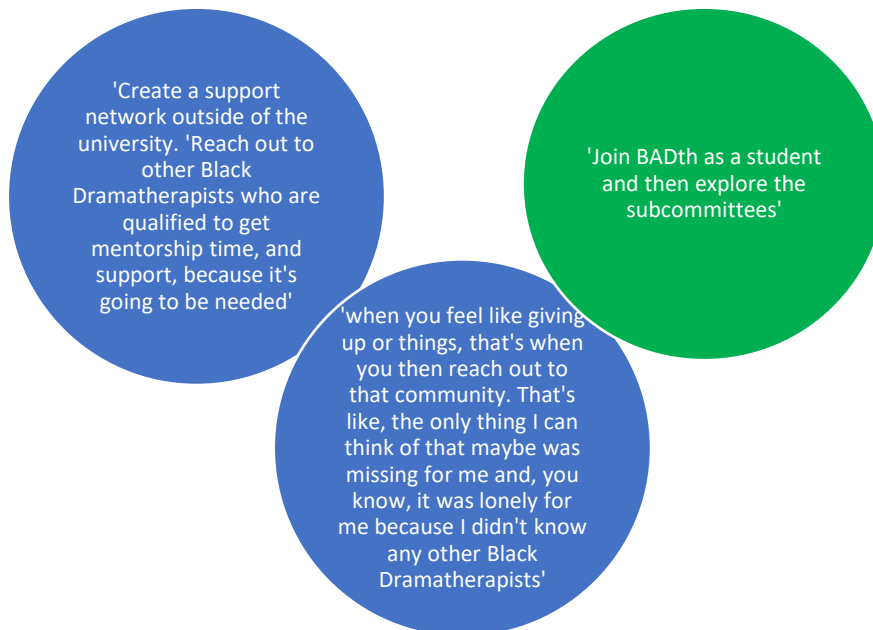 'Create a support
network outside of the
university. 'Reach out to
other Black
Dramatherapists who are
qualified to get
mentorship time, and
support, because it's
going to be needed'
'Join BADth as a student
and then explore the
subcommittees'
'when you feel like giving
up or things, that's when
you then reach out to
that community. That's
like, the only thing I can
think of that maybe was
missing for me and, you
know, it was lonely for
me because I didn't know
any other Black
Dramatherapists'